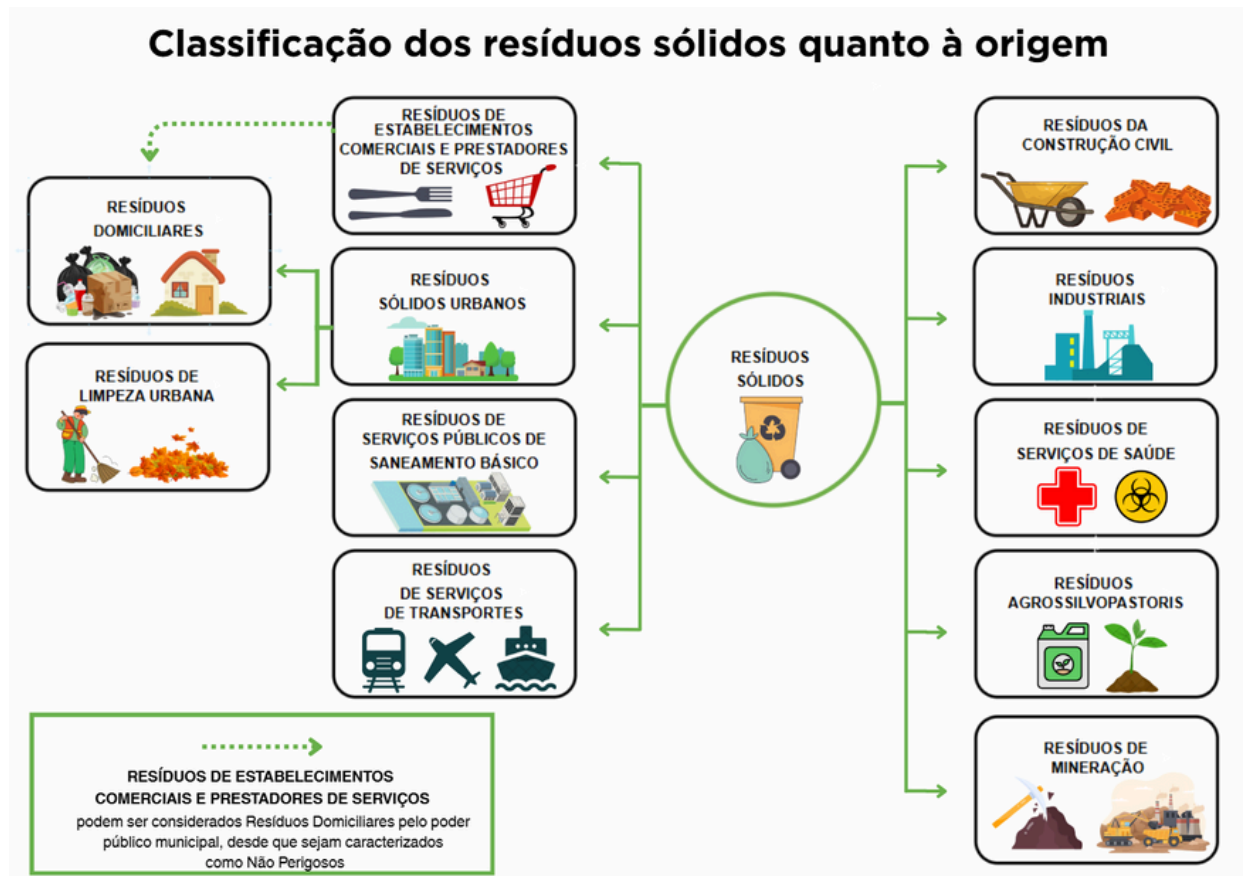 Classificação dos resíduos sólidos quanto à origem
RESÍDUOS DE
ESTABELECIMENTOS
COMERCIAIS E PRESTADORES
DE SERVIÇOS
RESÍDUOS
DOMICILIARES
RESÍDUOS
SÓLIDOS URBANOS
RESÍDUOS DE
LIMPEZA URBANA
RESÍDUOS DE
SERVIÇOS PÚBLICOS DE
SANEAMENTO BÁSICO
RESÍDUOS
DE SERVIÇOS
DE TRANSPORTES
RESÍDUOS
SÓLIDOS
RESÍDUOS DA
CONSTRUÇÃO CIVIL
RESÍDUOS
INDUSTRIAIS
RESÍDUOS DE
SERVIÇOS DE SAÚDE
RESÍDUOS
AGROSSILVOPASTORIS
RESÍDUOS DE
MINERAÇÃO
RESÍDUOS DE ESTABELECIMENTOS
COMERCIAIS E PRESTADORES DE SERVIÇOS
podem ser considerados Resíduos Domiciliares pelo poder
público municipal, desde que sejam caracterizados
como Não Perigosos